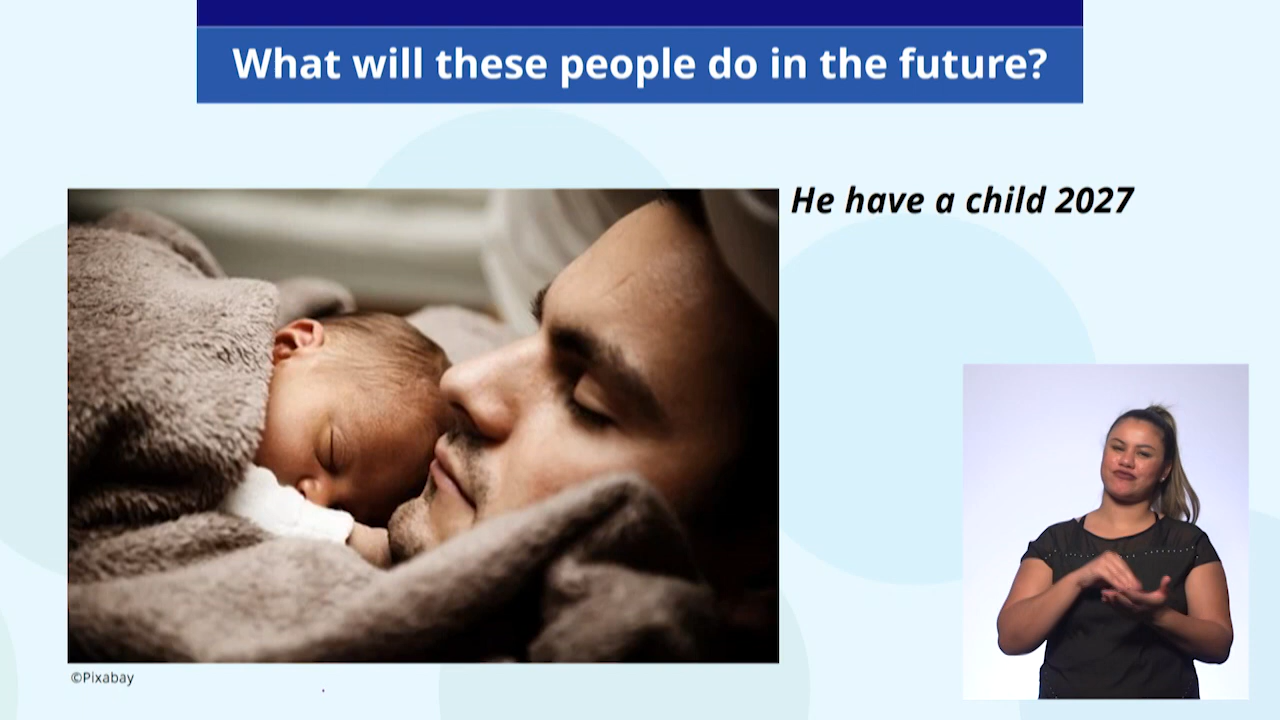 What will these people do in the future?
He have a child 2027
©Pixabay